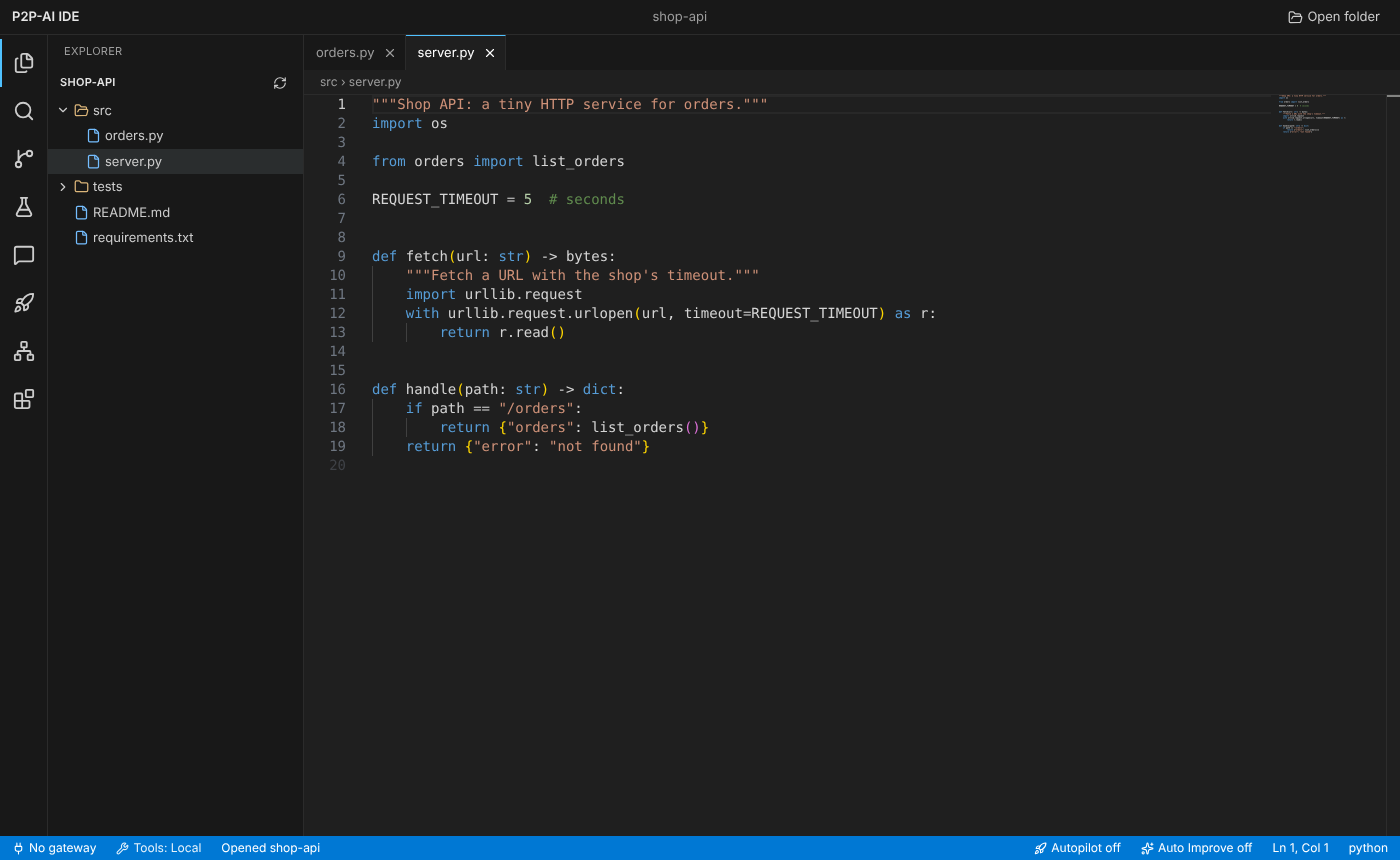 P2P-AI IDE
shop-api
Open folder
EXPLORER
SHOP-API
src
orders.py
server.py
tests
README.md
requirements.txt
orders.py
server.py
src › server.py
1 """Shop API: a tiny HTTP service for orders."""
2 import os
3
4 from orders import list_orders
5
6 REQUEST_TIMEOUT = 5  # seconds
7
8
9 def fetch(url: str) -> bytes:
10     """Fetch a URL with the shop's timeout."""
11     import urllib.request
12     with urllib.request.urlopen(url, timeout=REQUEST_TIMEOUT) as r:
13         return r.read()
14
15
16 def handle(path: str) -> dict:
17     if path == "/orders":
18         return {"orders": list_orders()}
19     return {"error": "not found"}
20
No gateway
Tools: Local
Opened shop-api
Autopilot off
Auto Improve off
Ln 1, Col 1
python